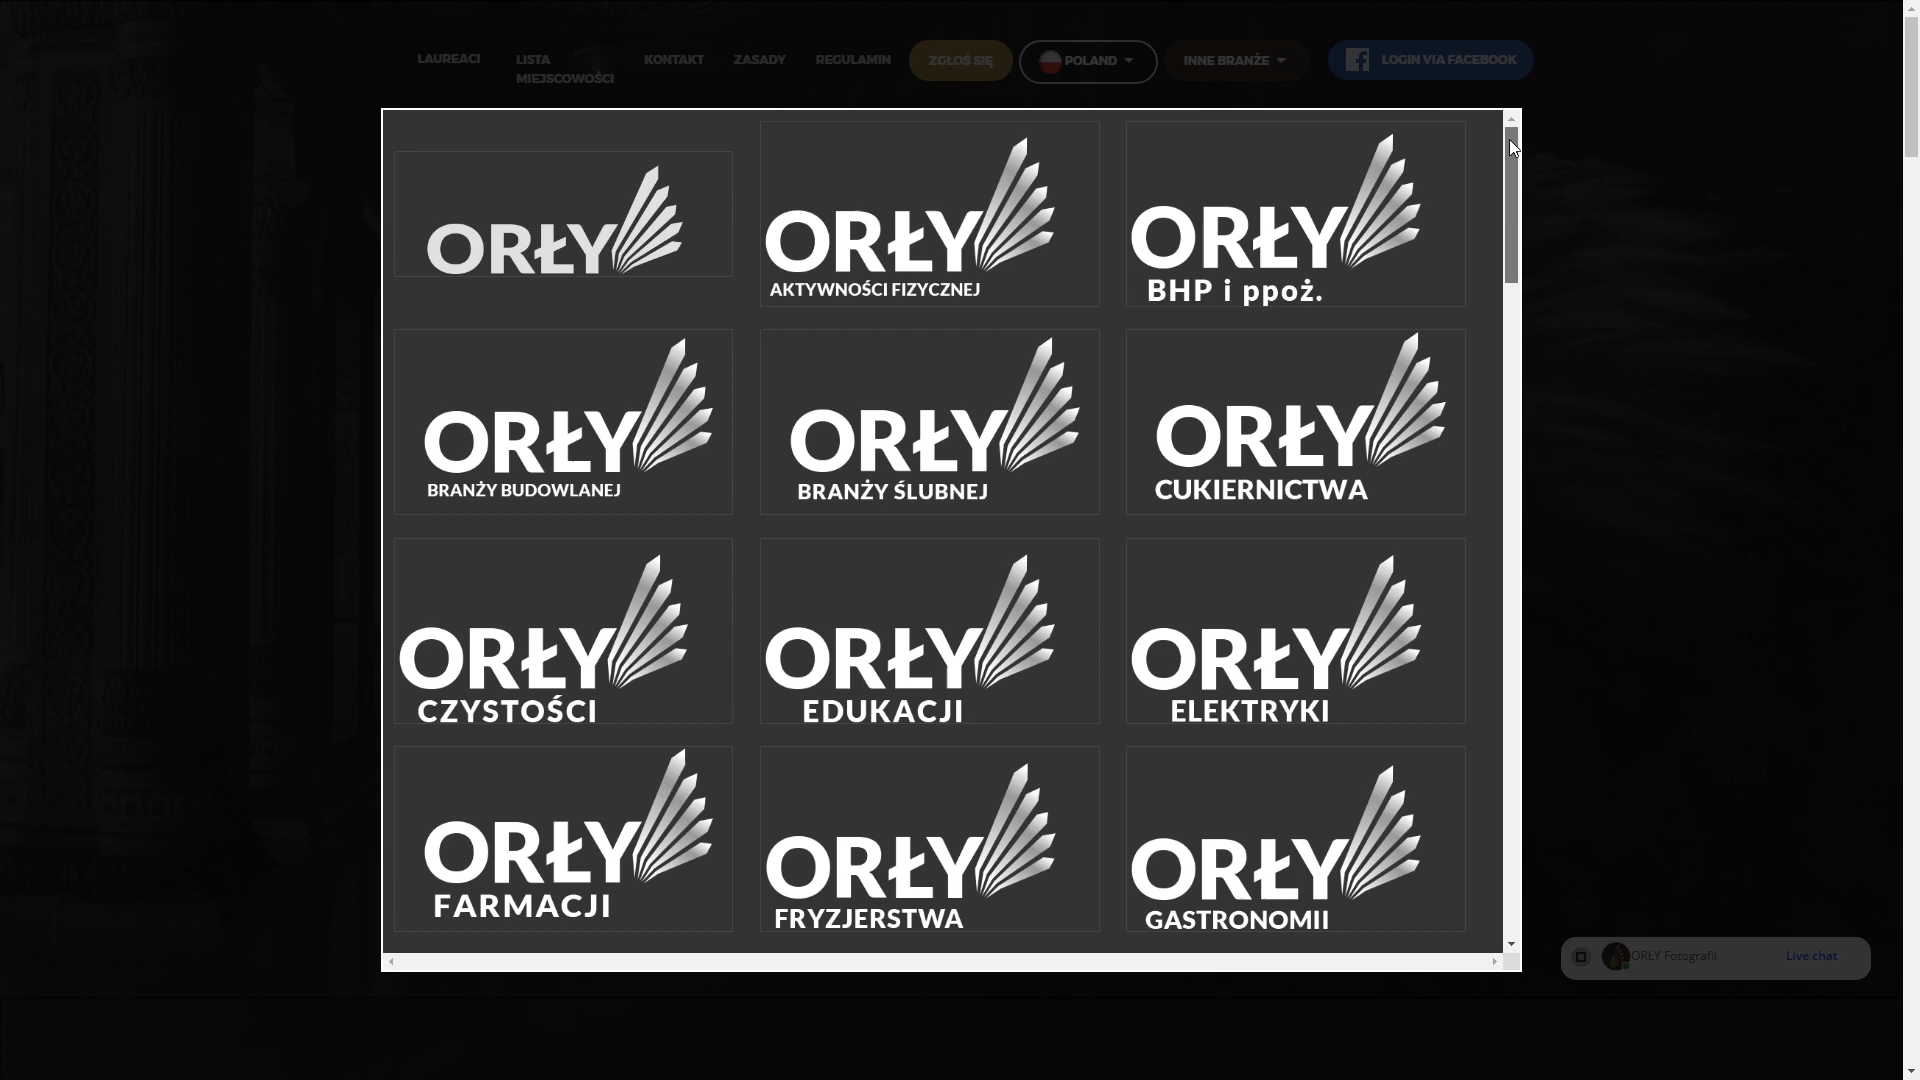 LAUREACI
LISTA MIEJSCOWOŚCI
KONTAKT
ZASADY
REGULAMIN
ZGŁOŚ SIĘ
POLAND
INNE BRANŻE
LOGIN VIA FACEBOOK
ORŁY
ORŁY
AKTYWNOŚCI FIZYCZNEJ
ORŁY
BHP i ppoż.
ORŁY
BRANŻY BUDOWLANEJ
ORŁY
BRANŻY ŚLUBNEJ
ORŁY
CUKIERNICTWA
ORŁY
CZYSTOŚCI
ORŁY
EDUKACJI
ORŁY
ELEKTRYKI
ORŁY
FARMACJI
ORŁY
FRYZJERSTWA
ORŁY
GASTRONOMII
ORŁY Fotografii
Live chat